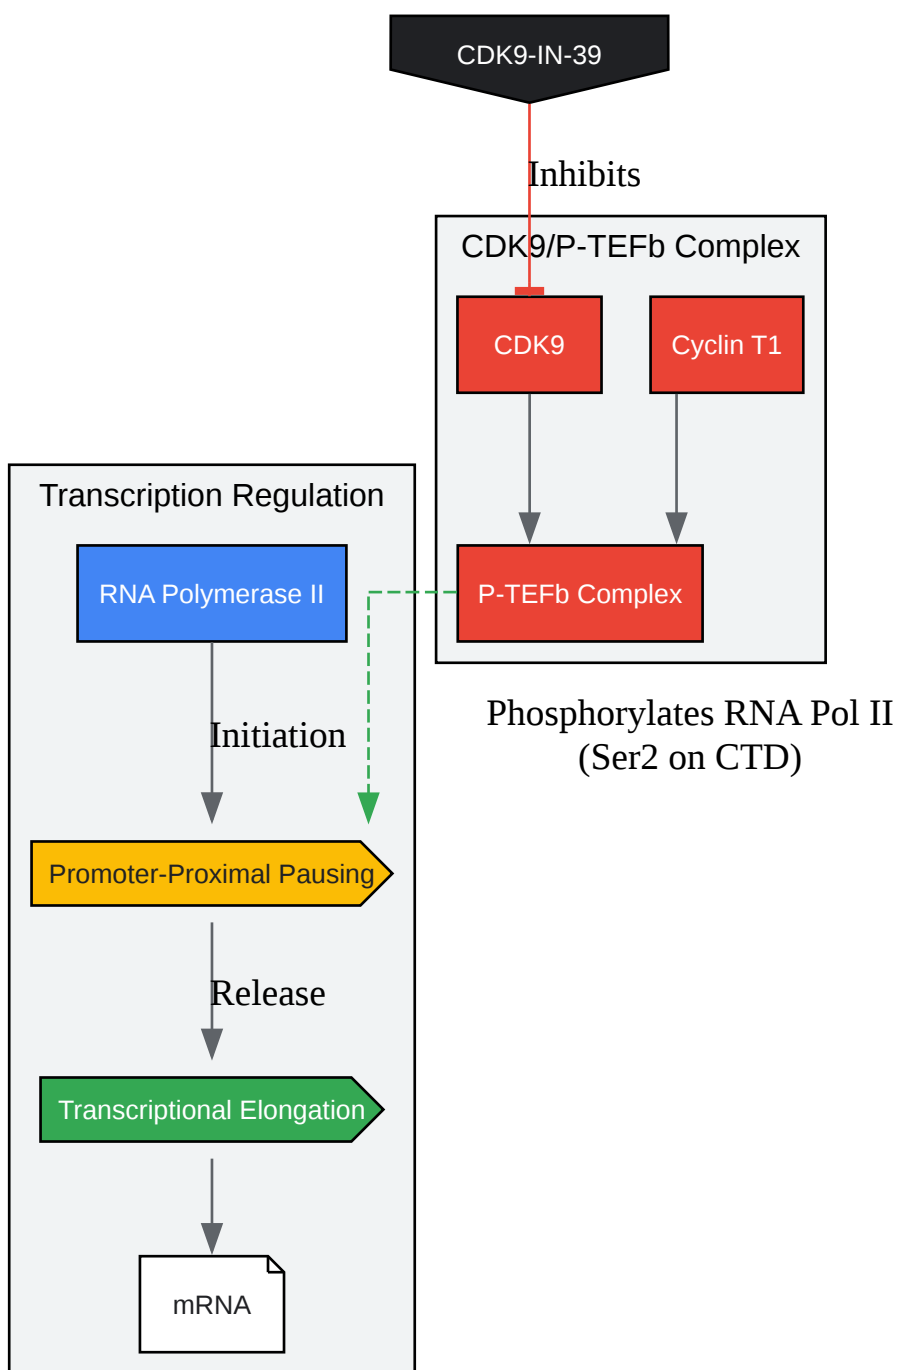 CDK9-IN-39
Inhibits
CDK9/P-TEFb Complex
CDK9
Cyclin T1
Transcription Regulation
RNA Polymerase II
P-TEFb Complex
Initiation
Phosphorylates RNA Pol II
(Ser2 on CTD)
Promoter-Proximal Pausing
Release
Transcriptional Elongation
mRNA